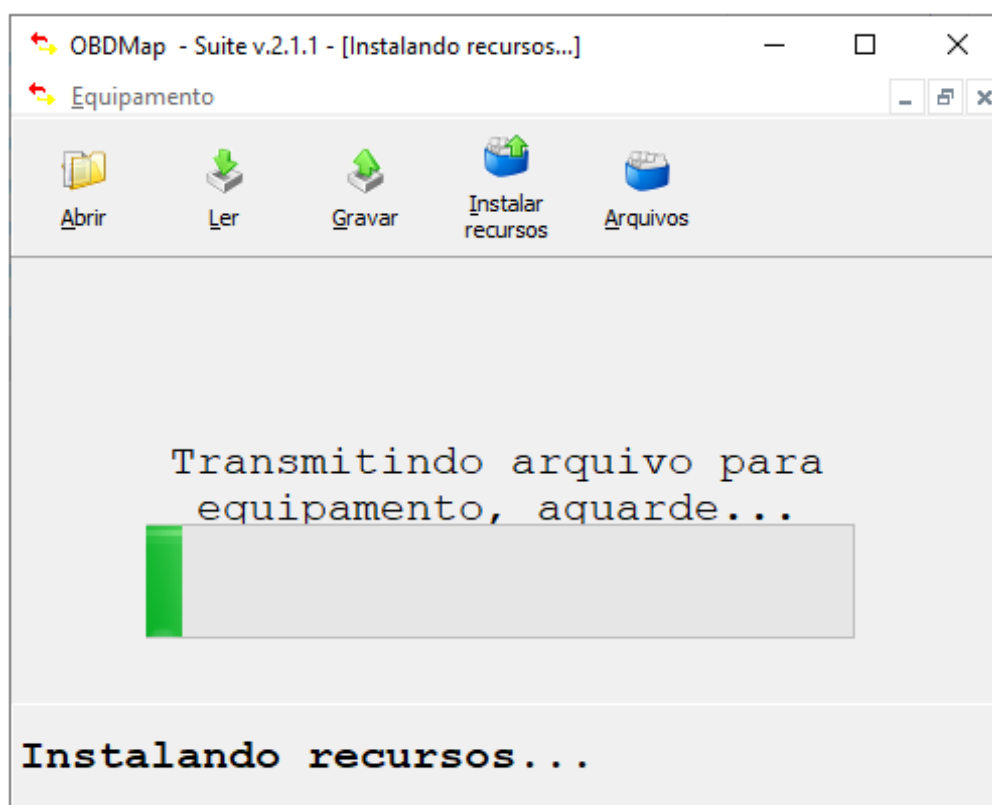 OBDMap - Suite v.2.1.1 - [Instalando recursos...]
Equipamento
Abrir
Ler
Gravar
Instalar
recursos
Arquivos
Transmitindo arquivo para
equipamento, aguarde...
Instalando recursos...